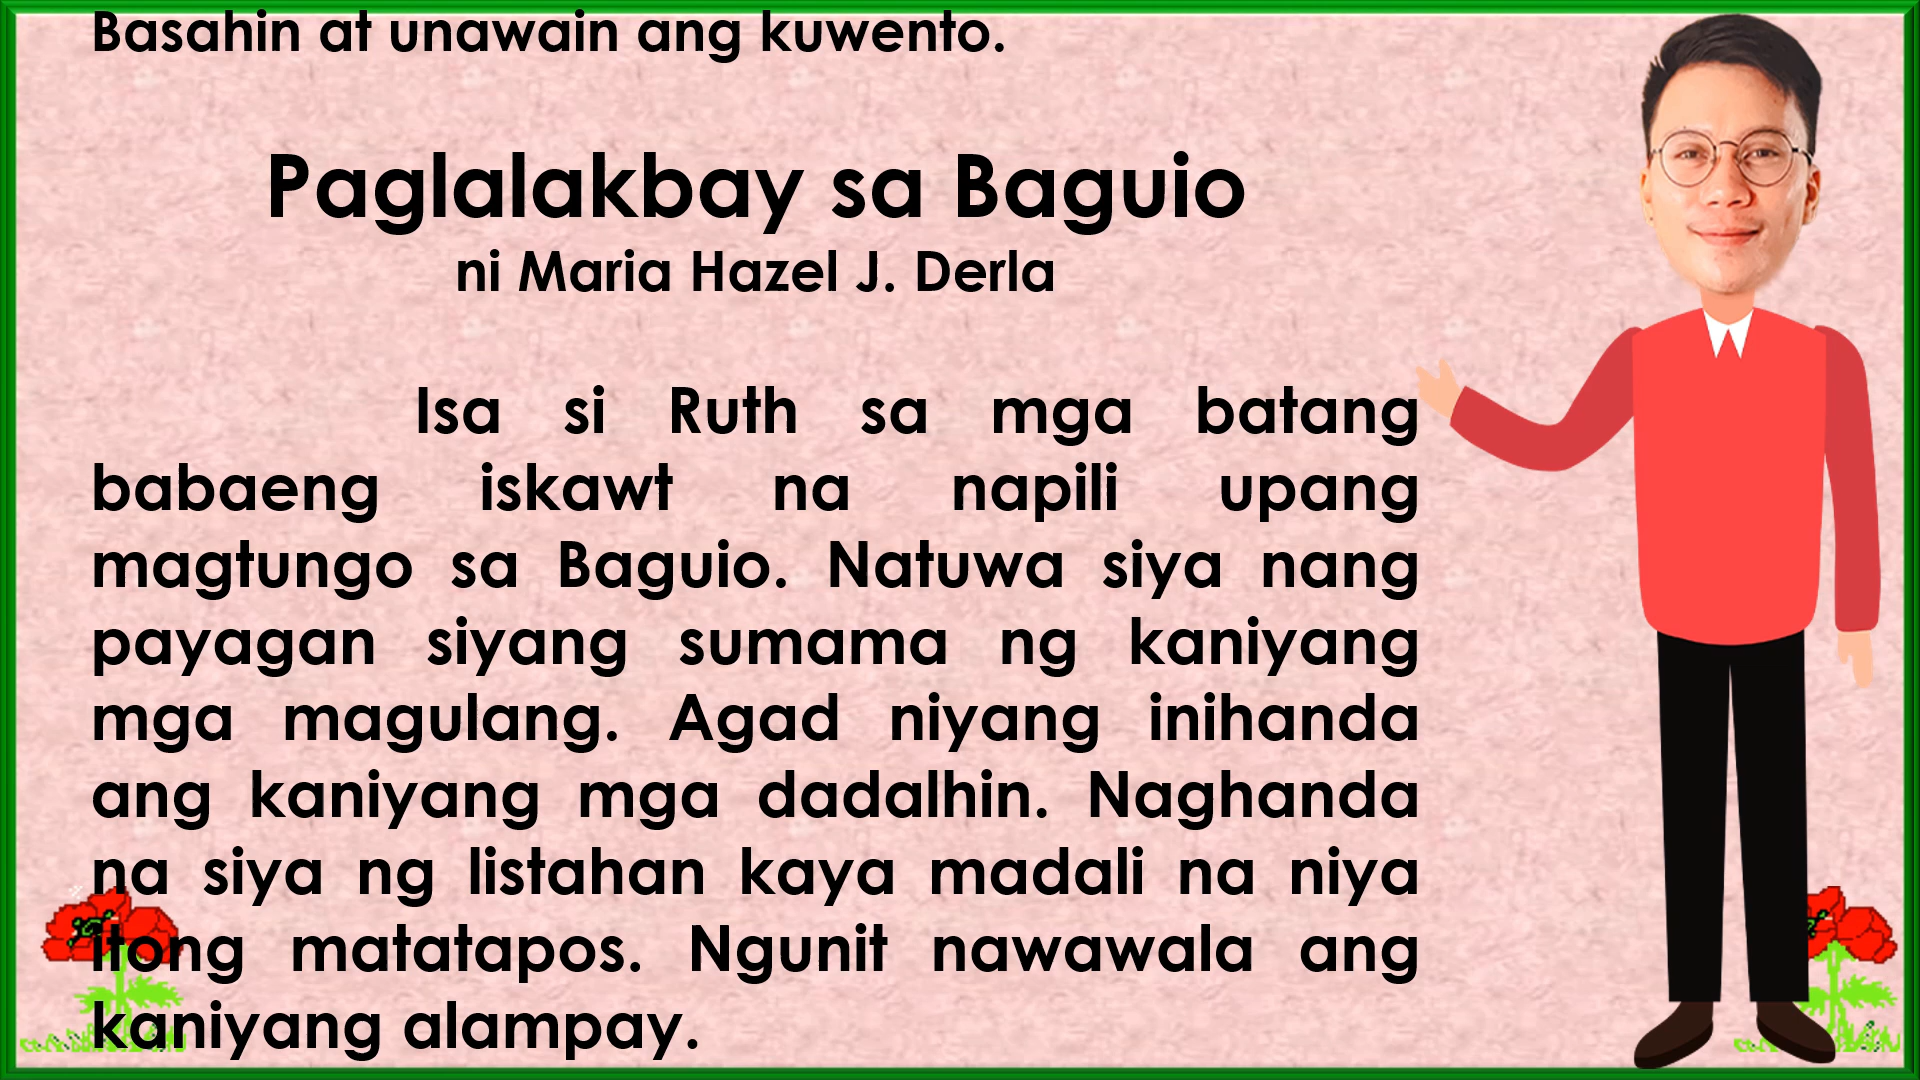 Basahin at unawain ang kuwento.
Paglalakbay sa Baguio
ni Maria Hazel J. Derla
Isa si Ruth sa mga batang
babaeng iskawt na napili upang
magtungo sa Baguio. Natuwa siya nang
payagan siyang sumama ng kaniyang
mga magulang. Agad niyang inihanda
ang kaniyang mga dadalhin. Naghanda
na siya ng listahan kaya madali na niya
itong matatapos. Ngunit nawawala ang
kaniyang alampay.